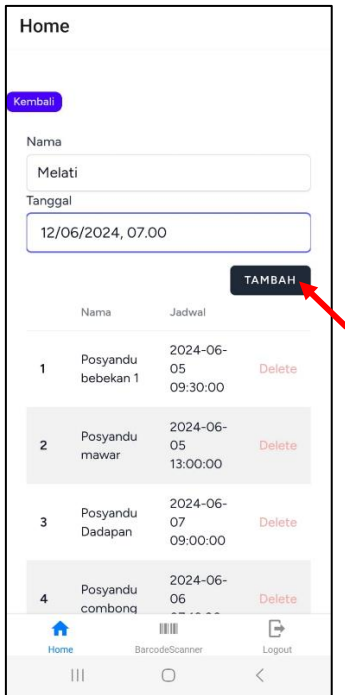 Home
Kembali
Nama
Melati
Tanggal
12/06/2024, 07.00
TAMBAH
Nama Jadwal
1 Posyandu bebekan 1 2024-06-05 09:30:00 Delete
2 Posyandu mawar 2024-06-05 13:00:00 Delete
3 Posyandu Dadapan 2024-06-07 09:00:00 Delete
4 Posyandu combong 2024-06-06 Delete
Home BarcodeScanner Logout